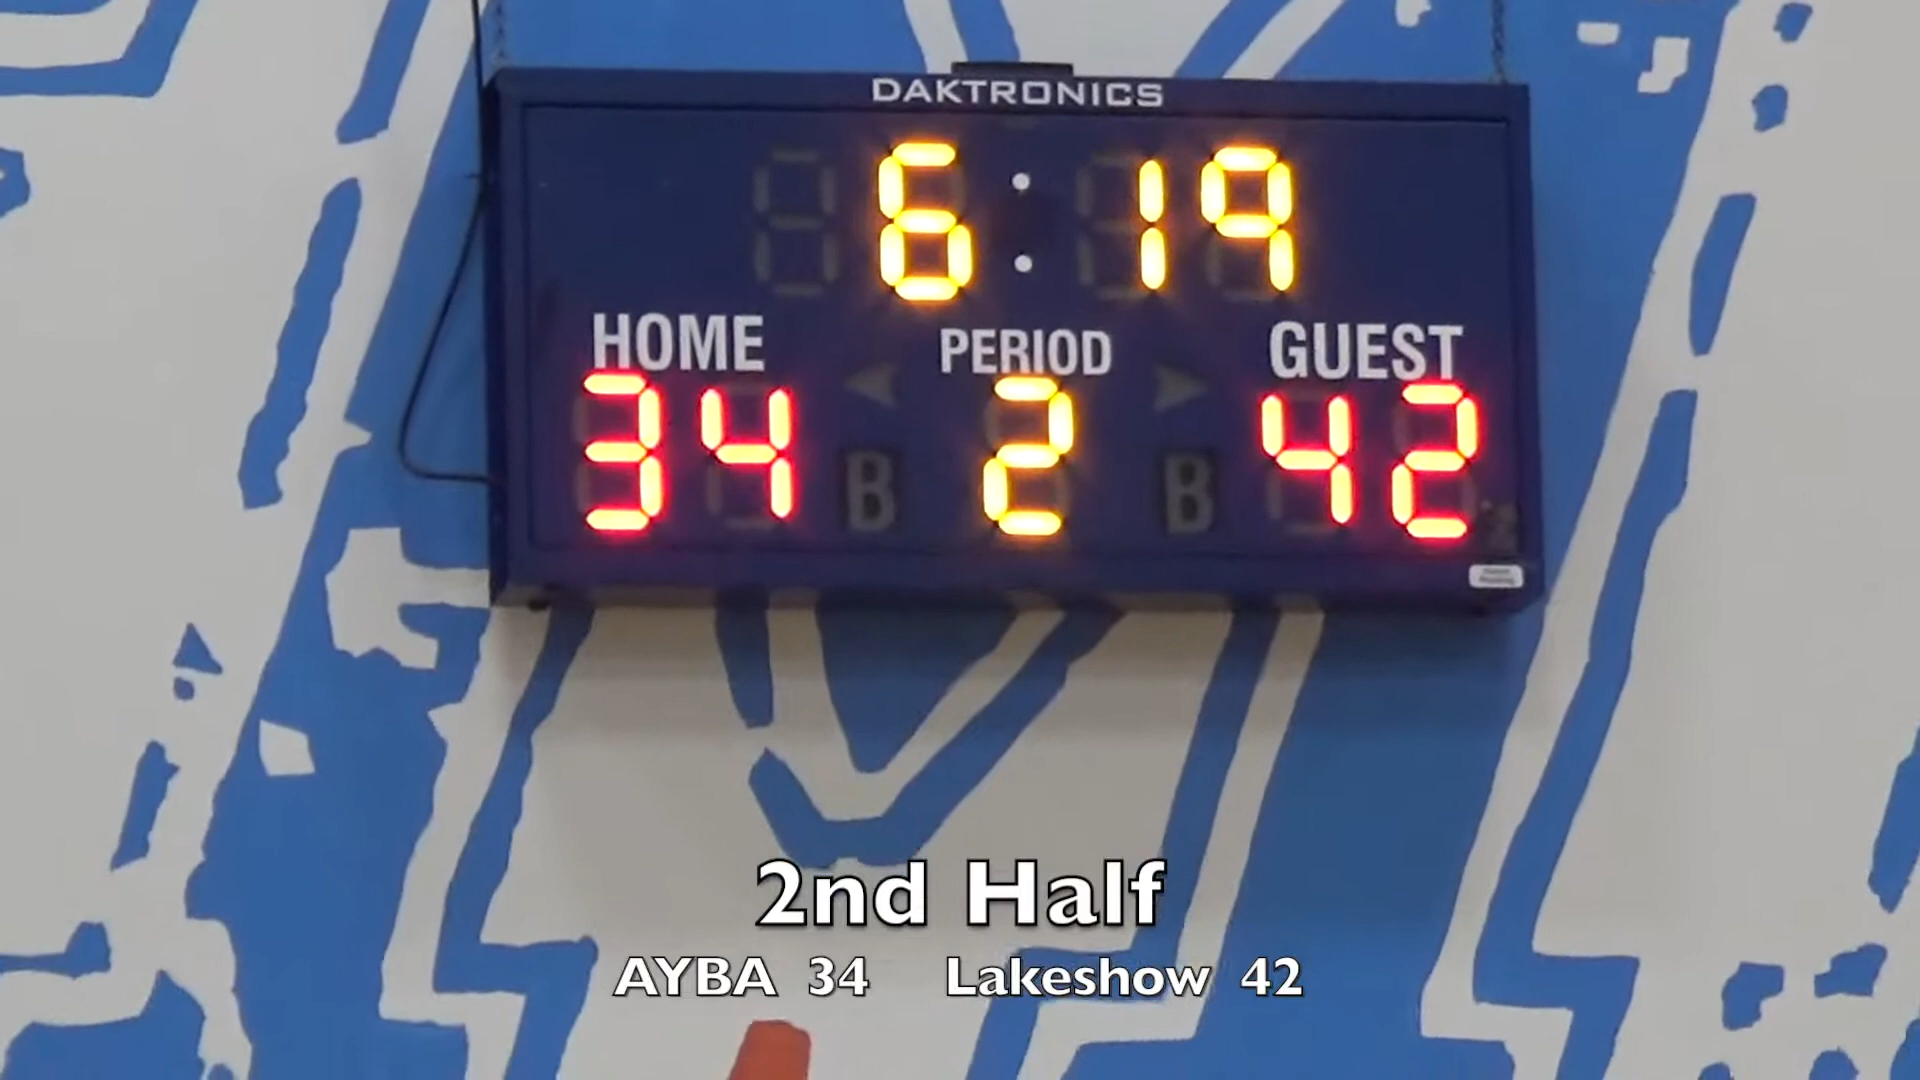 DAKTRONICS
6:19
HOME PERIOD GUEST
34 B 2 B 42
2nd Half
AYBA 34 Lakeshow 42